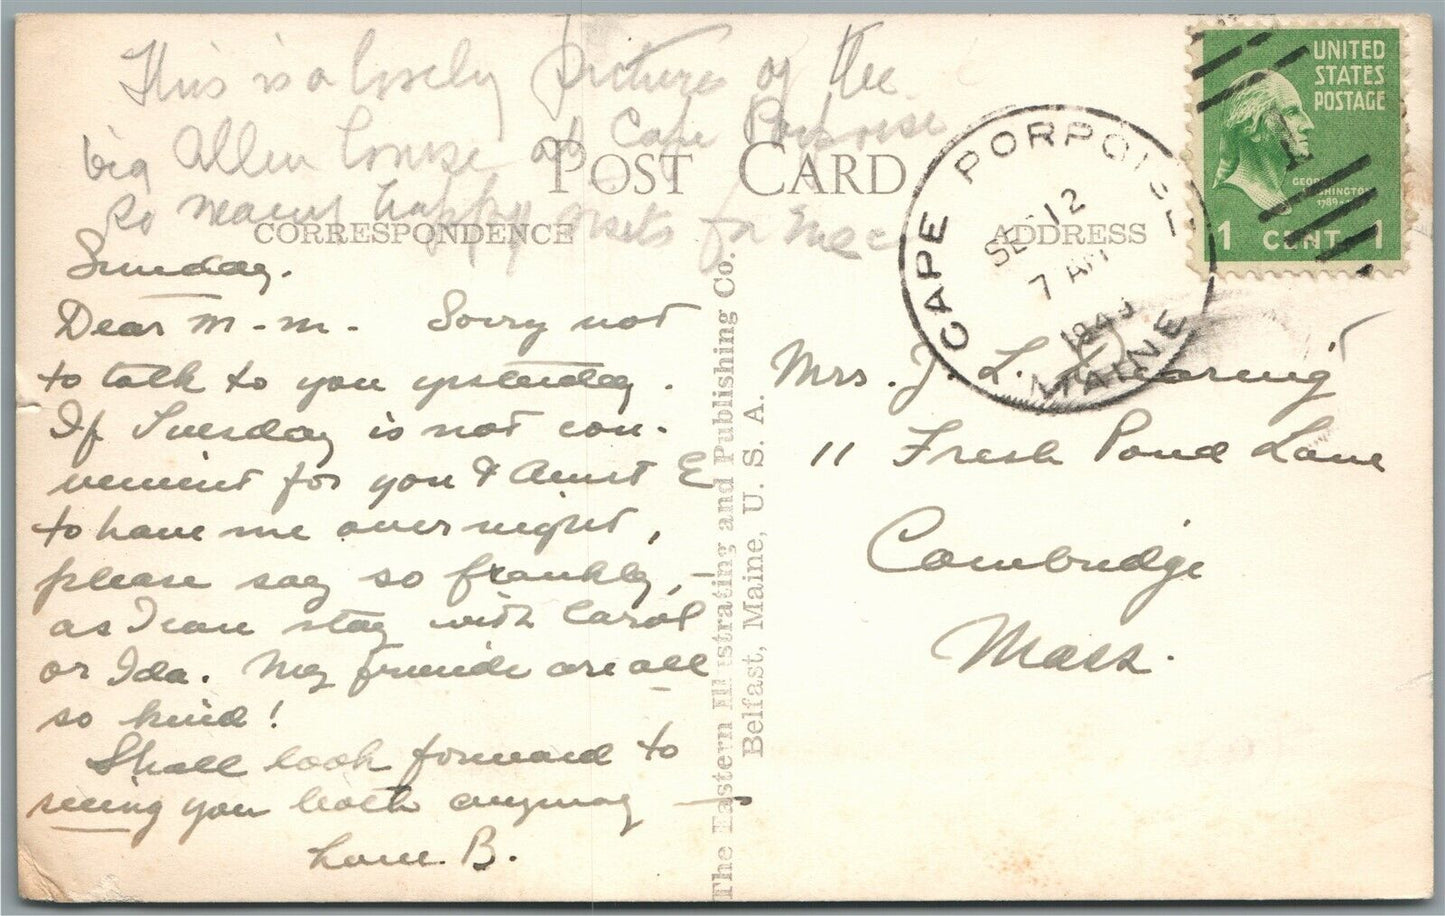 This is a lovely picture of the
big Allen house at Cape Porpoise
So many happy visits for me
POST CARD
CORRESPONDENCE
ADDRESS
Sunday.
Dear M-m. Sorry not
to talk to you yesterday.
If Tuesday is not con-
venient for you & Aunt E
to have me over night,
please say so frankly, -
as I can stay with Carol
or Ida. My friends are all
so kind!
Shall look forward to
seeing you both anyway —
Love. B.
The Eastern Illustrating and Publishing Co.
Belfast, Maine, U. S. A.
CAPE PORPOISE
SEP 12
7 AM
MAINE
UNITED
STATES
POSTAGE
GEORGE
WASHINGTON
1789
1 CENT 1
Mrs. J. L.
11 Fresh Pond Lane
Cambridge
Mass.